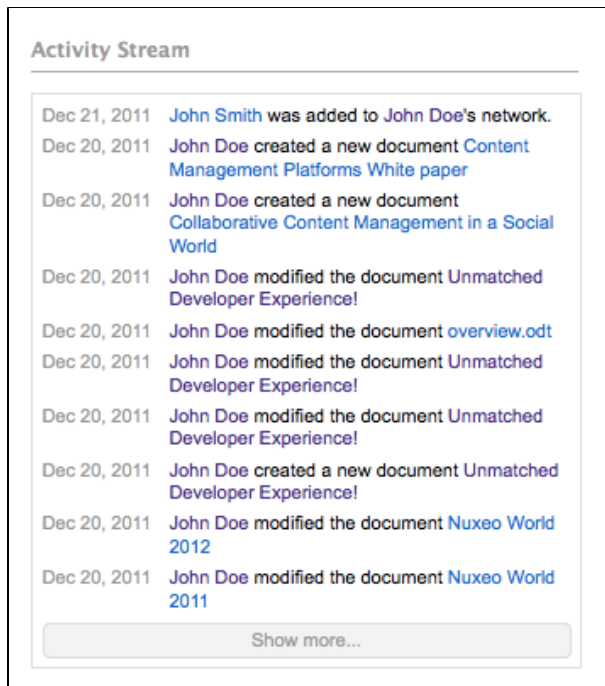 Activity Stream
Dec 21, 2011 John Smith was added to John Doe's network.
Dec 20, 2011 John Doe created a new document Content
Management Platforms White paper
Dec 20, 2011 John Doe created a new document
Collaborative Content Management in a Social
World
Dec 20, 2011 John Doe modified the document Unmatched
Developer Experience!
Dec 20, 2011 John Doe modified the document overview.odt
Dec 20, 2011 John Doe modified the document Unmatched
Developer Experience!
Dec 20, 2011 John Doe modified the document Unmatched
Developer Experience!
Dec 20, 2011 John Doe created a new document Unmatched
Developer Experience!
Dec 20, 2011 John Doe modified the document Nuxeo World
2012
Dec 20, 2011 John Doe modified the document Nuxeo World
2011
Show more...